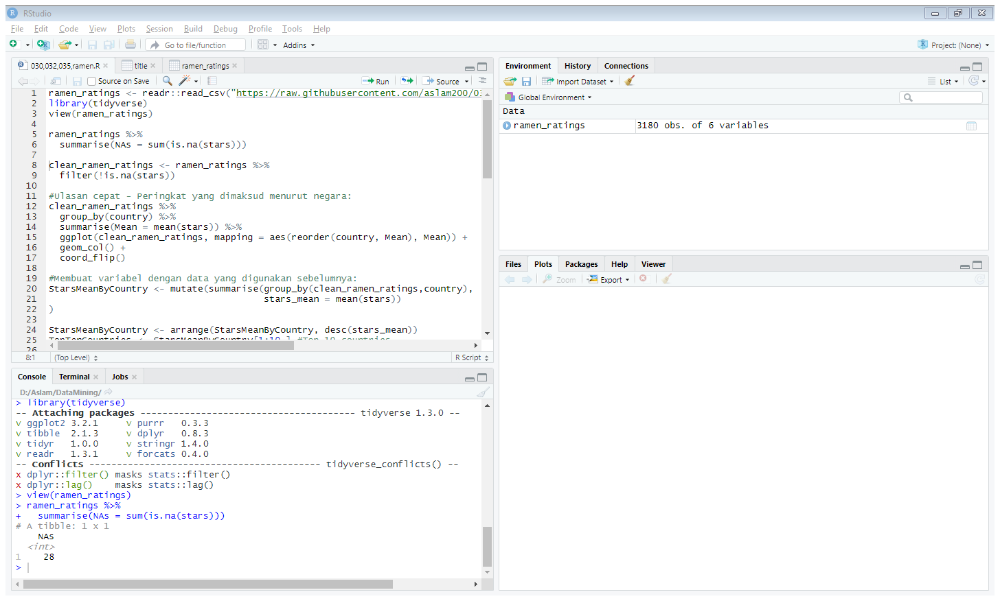 RStudio
File Edit Code View Plots Session Build Debug Profile Tools Help
Go to file/function Addins Project: (None)
030,032,035,ramen.R title ramen_ratings
Source on Save Run Source
1 ramen_ratings <- readr::read_csv("https://raw.githubusercontent.com/aslam200/0
2 library(tidyverse)
3 view(ramen_ratings)
4
5 ramen_ratings %>%
6   summarise(NAs = sum(is.na(stars)))
7
8 clean_ramen_ratings <- ramen_ratings %>%
9   filter(!is.na(stars))
10
11 #Ulasan cepat - Peringkat yang dimaksud menurut negara:
12 clean_ramen_ratings %>%
13   group_by(country) %>%
14   summarise(Mean = mean(stars)) %>%
15   ggplot(clean_ramen_ratings, mapping = aes(reorder(country, Mean), Mean)) +
16   geom_col() +
17   coord_flip()
18
19 #Membuat variabel dengan data yang digunakan sebelumnya:
20 StarsMeanByCountry <- mutate(summarise(group_by(clean_ramen_ratings,country),
21                                        stars_mean = mean(stars))
22 )
23
24 StarsMeanByCountry <- arrange(StarsMeanByCountry, desc(stars_mean))
25 TopTenCountries <- StarsMeanByCountry[1:10,] #Top 10 countries
26
8:1 (Top Level) R Script
Console Terminal Jobs
D:/Aslam/DataMining/
> library(tidyverse)
-- Attaching packages --------------------------------------- tidyverse 1.3.0 --
v ggplot2 3.2.1     v purrr   0.3.3
v tibble  2.1.3     v dplyr   0.8.3
v tidyr   1.0.0     v stringr 1.4.0
v readr   1.3.1     v forcats 0.4.0
-- Conflicts ------------------------------------------ tidyverse_conflicts() --
x dplyr::filter() masks stats::filter()
x dplyr::lag()    masks stats::lag()
> view(ramen_ratings)
> ramen_ratings %>%
+   summarise(NAs = sum(is.na(stars)))
# A tibble: 1 x 1
    NAs
  <int>
1    28
>
Environment History Connections
Import Dataset List
Global Environment
Data
ramen_ratings 3180 obs. of 6 variables
Files Plots Packages Help Viewer
Zoom Export